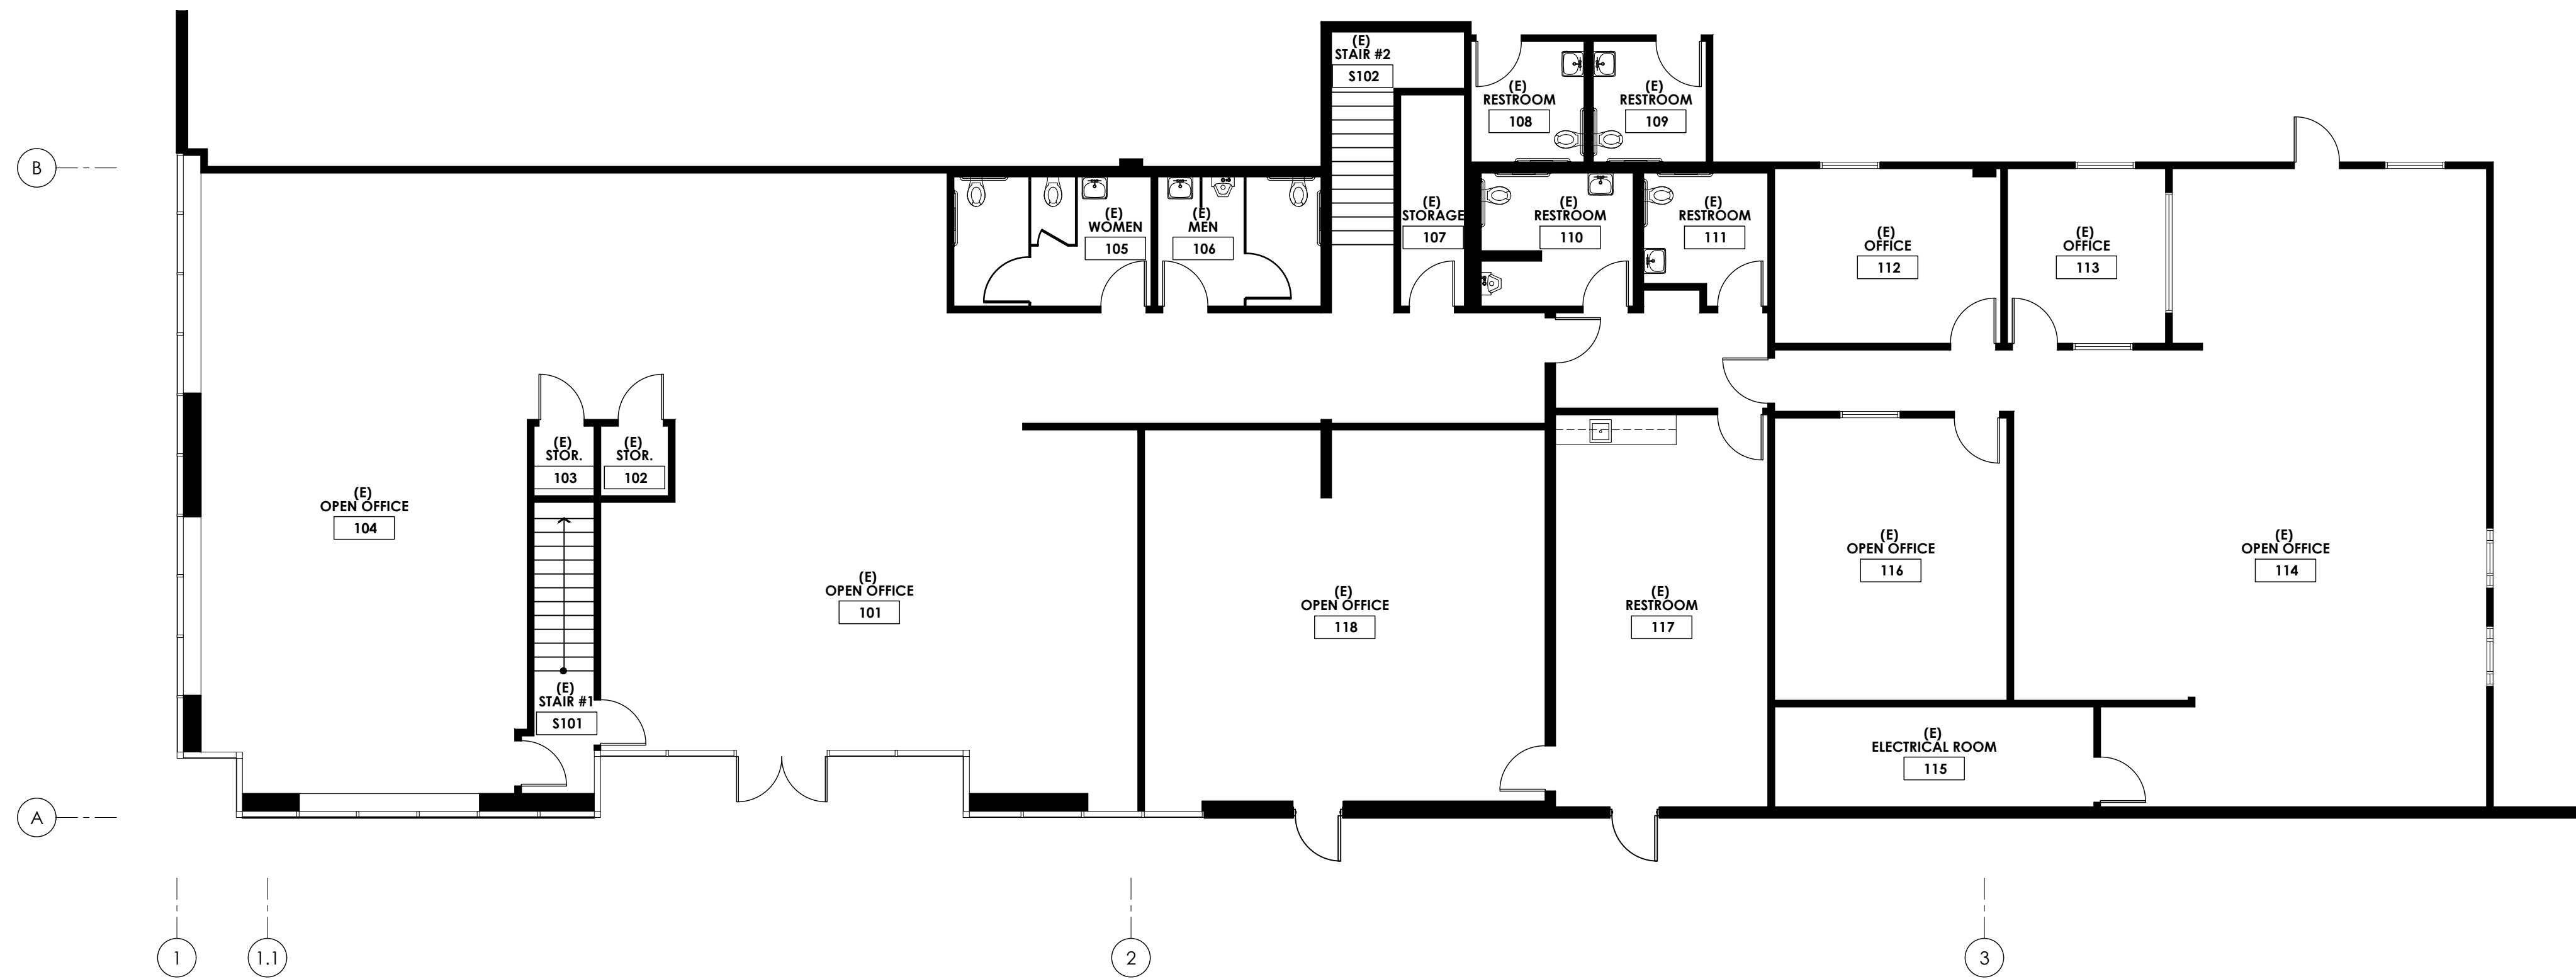 (E)
STAIR #2
S102
(E)
RESTROOM
108
(E)
RESTROOM
109
B
(E)
WOMEN
105
(E)
MEN
106
(E)
STORAGE
107
(E)
RESTROOM
110
(E)
RESTROOM
111
(E)
OFFICE
112
(E)
OFFICE
113
(E)
STOR.
103
(E)
STOR.
102
(E)
OPEN OFFICE
104
(E)
OPEN OFFICE
101
(E)
OPEN OFFICE
118
(E)
RESTROOM
117
(E)
OPEN OFFICE
116
(E)
OPEN OFFICE
114
(E)
STAIR #1
S101
(E)
ELECTRICAL ROOM
115
A
1
1.1
2
3